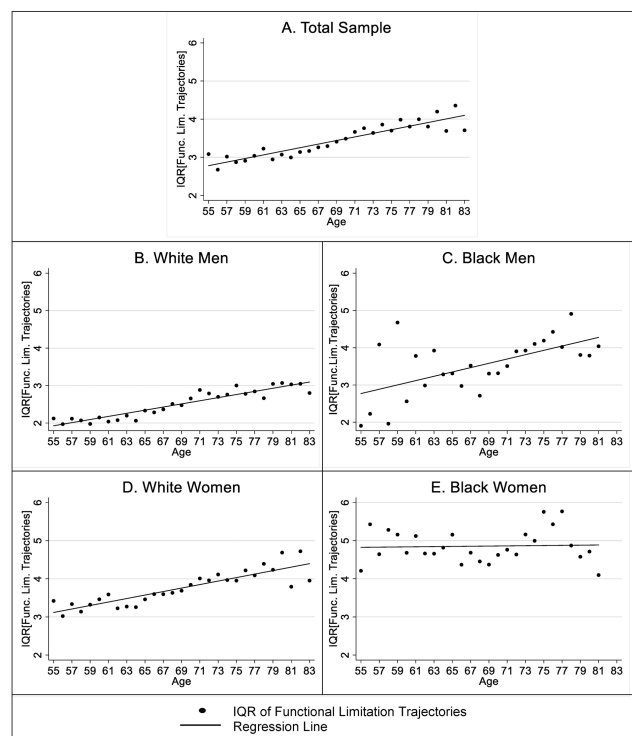 A. Total Sample
IQR[Func. Lim. Trajectories]
6
5
4
3
2
55 57 59 61 63 65 67 69 71 73 75 77 79 81 83
Age
B. White Men
IQR[Func. Lim. Trajectories]
6
5
4
3
2
55 57 59 61 63 65 67 69 71 73 75 77 79 81 83
Age
C. Black Men
IQR[Func.Lim.Trajectories]
6
5
4
3
2
55 57 59 61 63 65 67 69 71 73 75 77 79 81 83
Age
D. White Women
IQR[Func. Lim. Trajectories]
6
5
4
3
2
55 57 59 61 63 65 67 69 71 73 75 77 79 81 83
Age
E. Black Women
IQR[Func. Lim. Trajectories]
6
5
4
3
2
55 57 59 61 63 65 67 69 71 73 75 77 79 81 83
Age
IQR of Functional Limitation Trajectories
Regression Line